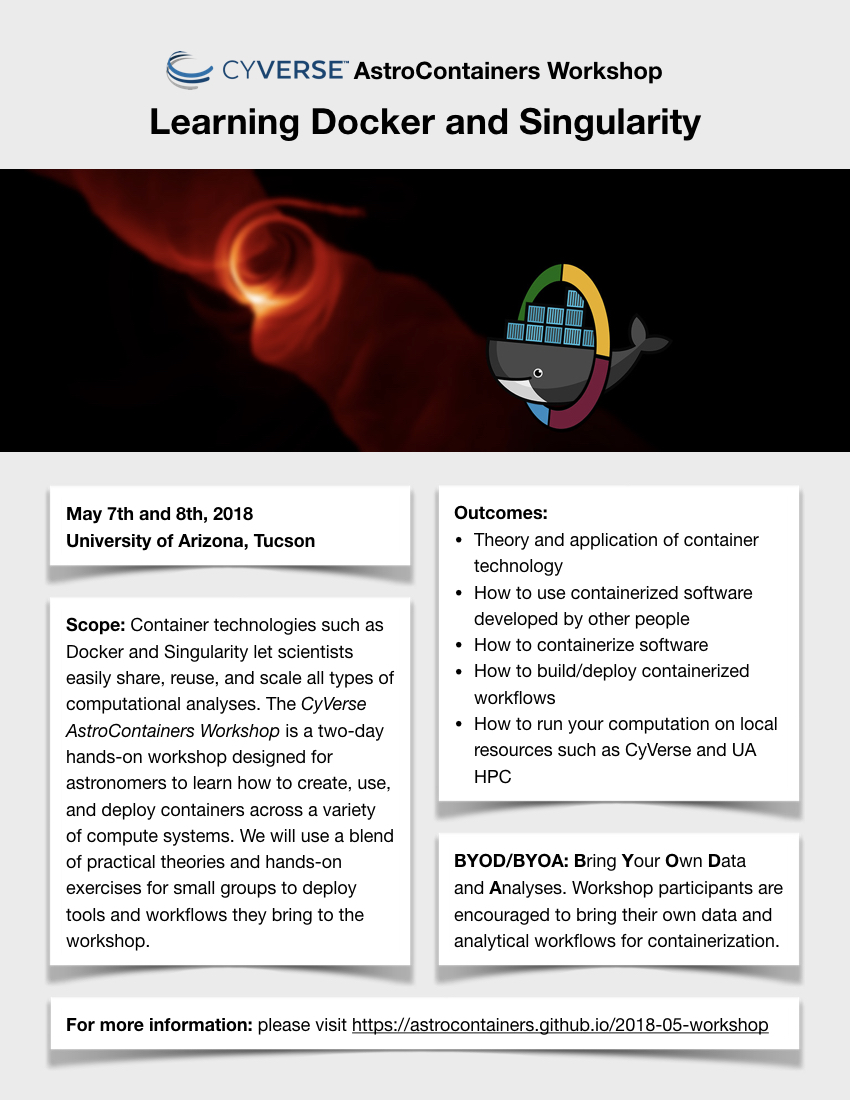 CYVERSE™ AstroContainers Workshop
Learning Docker and Singularity
May 7th and 8th, 2018
University of Arizona, Tucson
Scope: Container technologies such as
Docker and Singularity let scientists
easily share, reuse, and scale all types of
computational analyses. The CyVerse
AstroContainers Workshop is a two-day
hands-on workshop designed for
astronomers to learn how to create, use,
and deploy containers across a variety
of compute systems. We will use a blend
of practical theories and hands-on
exercises for small groups to deploy
tools and workflows they bring to the
workshop.
Outcomes:
• Theory and application of container
technology
• How to use containerized software
developed by other people
• How to containerize software
• How to build/deploy containerized
workflows
• How to run your computation on local
resources such as CyVerse and UA
HPC
BYOD/BYOA: Bring Your Own Data
and Analyses. Workshop participants are
encouraged to bring their own data and
analytical workflows for containerization.
For more information: please visit https://astrocontainers.github.io/2018-05-workshop